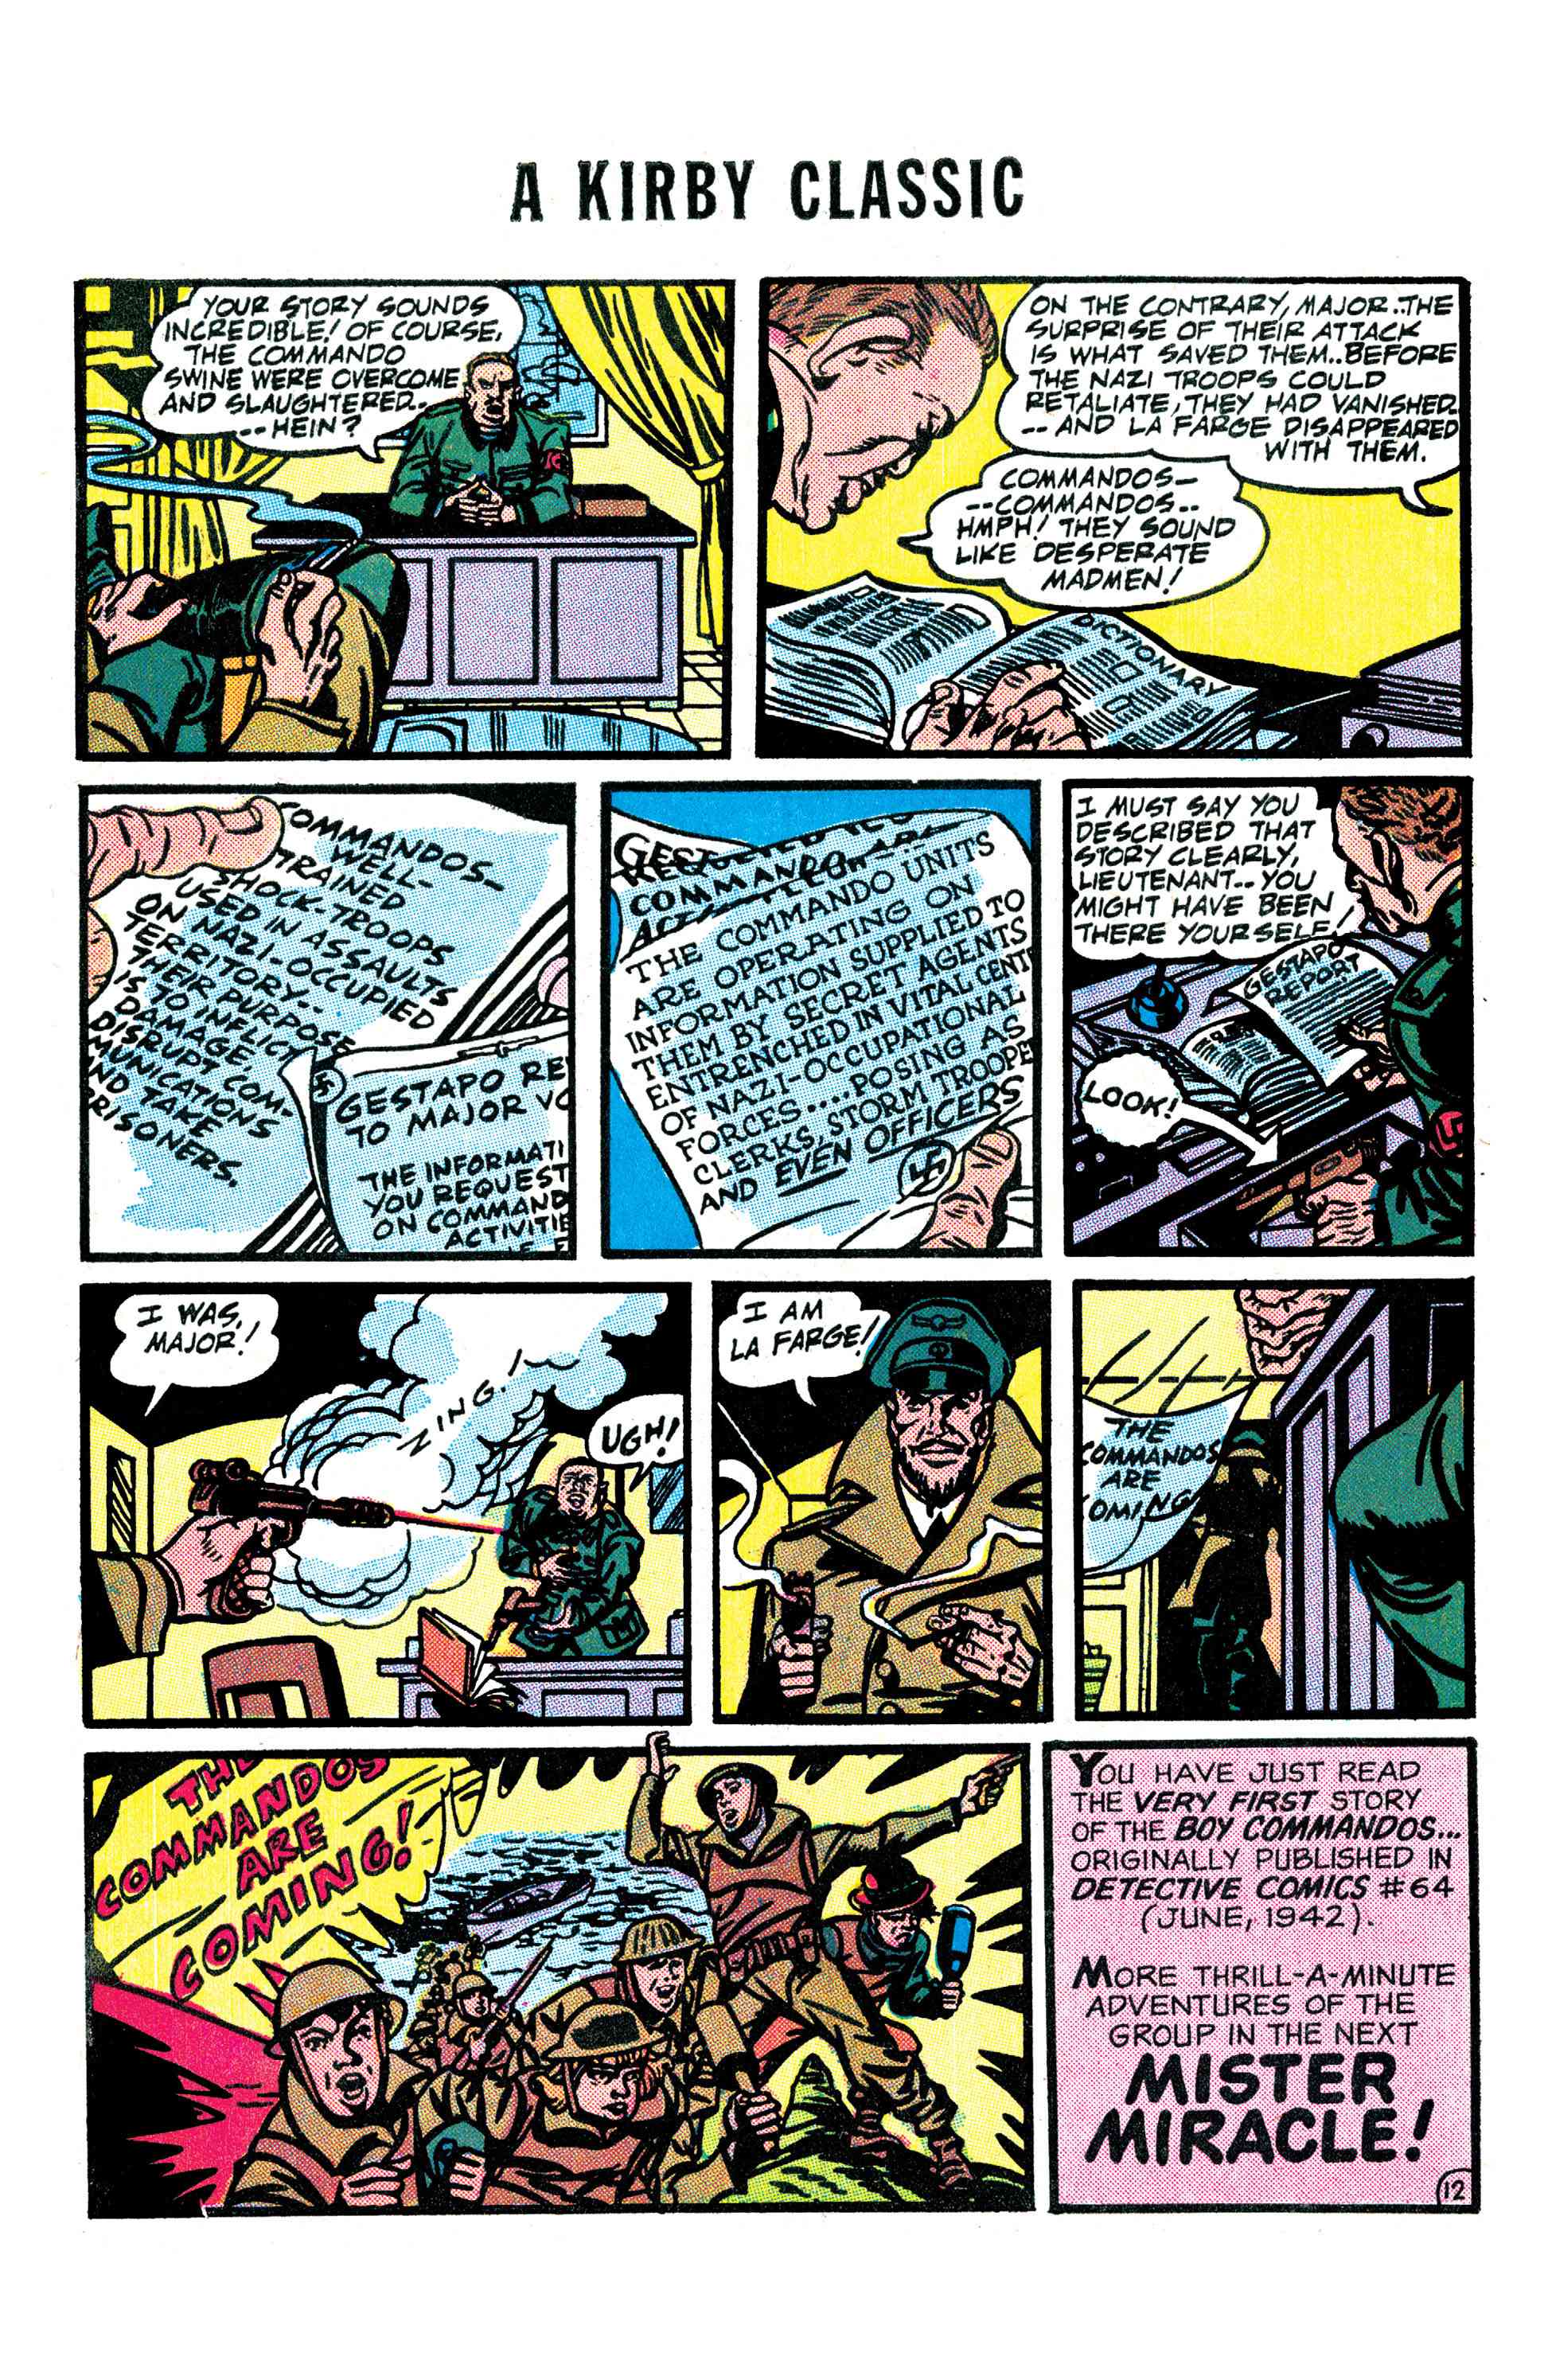 A KIRBY CLASSIC
YOUR STORY SOUNDS
INCREDIBLE! OF COURSE,
THE COMMANDO
SWINE WERE OVERCOME
AND SLAUGHTERED..
-- HEIN?
ON THE CONTRARY, MAJOR..THE
SURPRISE OF THEIR ATTACK
IS WHAT SAVED THEM..BEFORE
THE NAZI TROOPS COULD
RETALIATE, THEY HAD VANISHED
-- AND LA FARGE DISAPPEARED
WITH THEM.
COMMANDOS—
--COMMANDOS..
HMPH! THEY SOUND
LIKE DESPERATE
MADMEN!
DICTIONARY
COMMANDOS—
WELL-
TRAINED
SHOCK-TROOPS
USED IN ASSAULTS
ON NAZI-OCCUPIED
TERRITORY--
THEIR PURPOSE
IS TO INFLICT
DAMAGE,
DISRUPT COM-
MUNICATIONS
AND TAKE
PRISONERS.
GESTAPO RE
TO MAJOR VO
THE INFORMATI
YOU REQUEST
ON COMMAND
ACTIVITIE
COMMANDO
THE COMMANDO UNITS
ARE OPERATING ON
INFORMATION SUPPLIED TO
THEM BY SECRET AGENTS
ENTRENCHED IN VITAL CENT
OF NAZI-OCCUPATIONAL
FORCES....POSING AS
CLERKS, STORM TROOPE
AND EVEN OFFICERS
I MUST SAY YOU
DESCRIBED THAT
STORY CLEARLY,
LIEUTENANT.. YOU
MIGHT HAVE BEEN
THERE YOURSELF!
GESTAPO
REPORT
LOOK!
I WAS,
MAJOR!
ZING!
UGH!
I AM
LA FARGE!
THE
COMMANDOS
ARE
COMING
THE
COMMANDOS
ARE
COMING!
YOU HAVE JUST READ
THE VERY FIRST STORY
OF THE BOY COMMANDOS...
ORIGINALLY PUBLISHED IN
DETECTIVE COMICS #64
(JUNE, 1942).
MORE THRILL-A-MINUTE
ADVENTURES OF THE
GROUP IN THE NEXT
MISTER
MIRACLE!
12